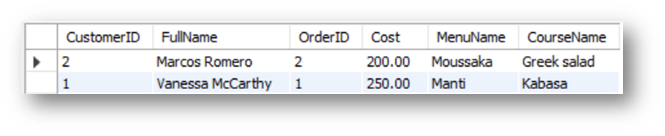 CustomerID FullName OrderID Cost MenuName CourseName
2 Marcos Romero 2 200.00 Moussaka Greek salad
1 Vanessa McCarthy 1 250.00 Manti Kabasa